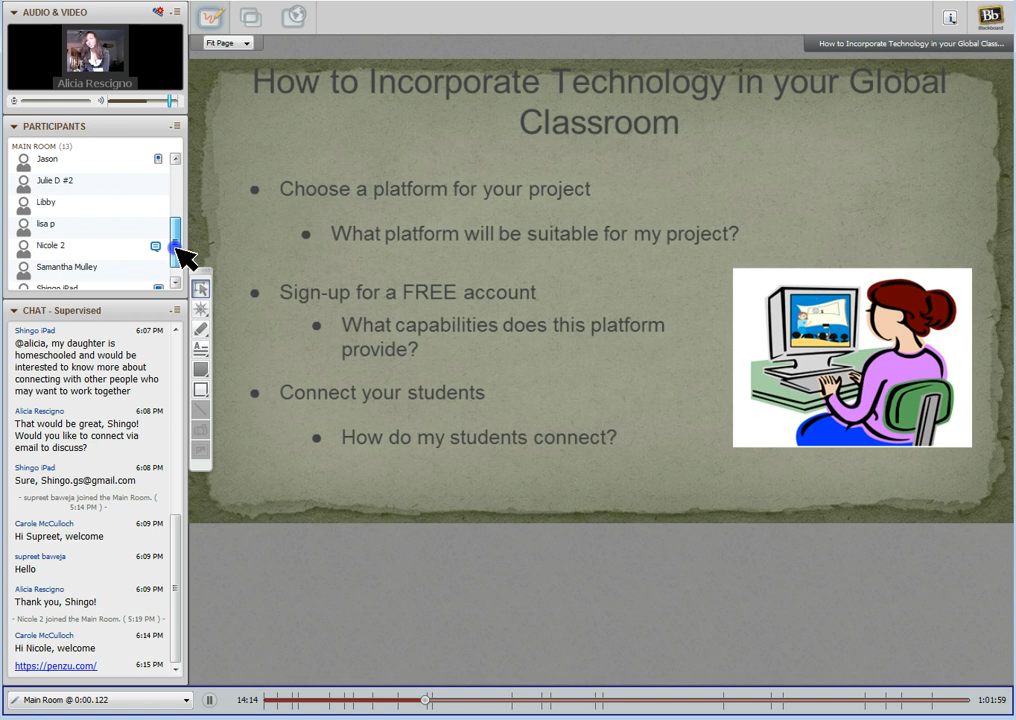 AUDIO & VIDEO
Alicia Rescigno
PARTICIPANTS
MAIN ROOM (13)
Jason
Julie D #2
Libby
lisa p
Nicole 2
Samantha Mulley
Shingo iPad
CHAT - Supervised
Shingo iPad 6:07 PM
@alicia, my daughter is
homeschooled and would be
interested to know more about
connecting with other people who
may want to work together
Alicia Rescigno 6:08 PM
That would be great, Shingo!
Would you like to connect via
email to discuss?
Shingo iPad 6:08 PM
Sure, Shingo.gs@gmail.com
- supreet baweja joined the Main Room. (
5:14 PM ) -
Carole McCulloch 6:09 PM
Hi Supreet, welcome
supreet baweja 6:09 PM
Hello
Alicia Rescigno 6:09 PM
Thank you, Shingo!
- Nicole 2 joined the Main Room. ( 5:19 PM ) -
Carole McCulloch 6:14 PM
Hi Nicole, welcome
https://penzu.com/ 6:15 PM
Main Room @ 0:00.122
14:14
1:01:59
Fit Page
Bb
Blackboard
How to Incorporate Technology in your Global Class...
How to Incorporate Technology in your Global
Classroom
● Choose a platform for your project
● What platform will be suitable for my project?
● Sign-up for a FREE account
● What capabilities does this platform
provide?
● Connect your students
● How do my students connect?